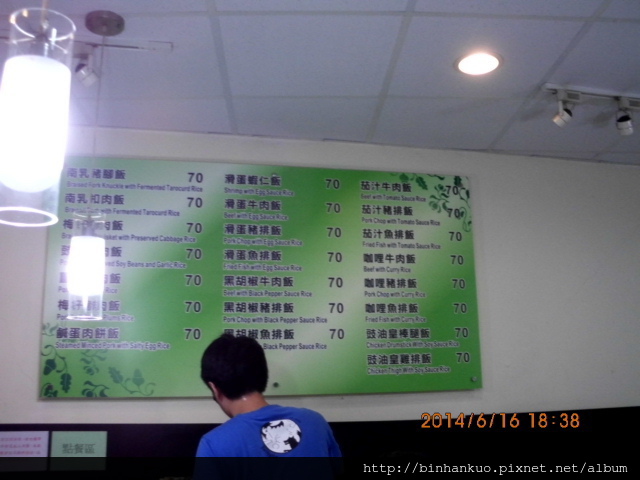 南乳豬腳飯 70
Braised Pork Knuckle with Fermented Tarocurd Rice
南乳扣肉飯 70
with Fermented Tarocurd Rice
70
with Preserved Cabbage Rice
70
Soy Beans and Garlic Rice
70
70
鹹蛋肉餅飯 70
Steamed Minced Pork with Salty Egg Rice
滑蛋蝦仁飯 70
Shrimp with Egg Sauce Rice
滑蛋牛肉飯 70
Beef with Egg Sauce Rice
滑蛋豬排飯 70
Pork Chop with Egg Sauce Rice
滑蛋魚排飯 70
Fried Fish with Egg Sauce Rice
黑胡椒牛肉飯 70
Beef with Black Pepper Sauce Rice
黑胡椒豬排飯 70
Pork Chop with Black Pepper Sauce Rice
黑胡椒魚排飯 70
Black Pepper Sauce Rice
茄汁牛肉飯 70
Beef with Tomato Sauce Rice
茄汁豬排飯 70
Pork Chop with Tomato Sauce Rice
茄汁魚排飯 70
Fried Fish with Tomato Sauce Rice
咖哩牛肉飯 70
Beef with Curry Rice
咖哩豬排飯 70
Pork Chop with Curry Rice
咖哩魚排飯 70
Fried Fish with Curry Rice
豉油皇棒腿飯 70
Chicken Drumstick With Soy Sauce Rice
豉油皇雞排飯 70
Chicken Thigh With Soy Sauce Rice
點餐區
2014/6/16 18:38
http://binhankuo.pixnet.net/album